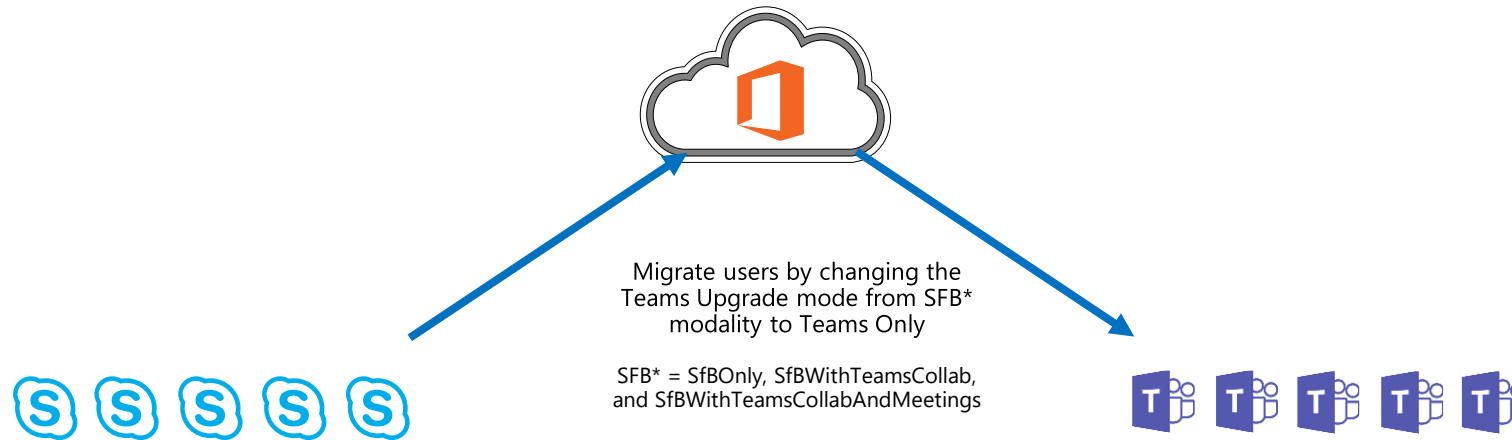 Migrate users by changing the
Teams Upgrade mode from SFB*
modality to Teams Only
SFB* = SfBOnly, SfBWithTeamsCollab,
and SfBWithTeamsCollabAndMeetings
S S S S S
T T T T T